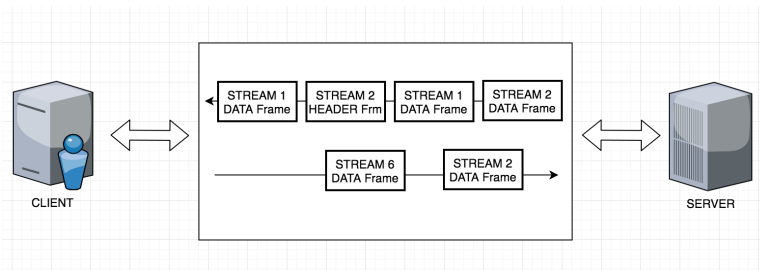 STREAM 1
DATA Frame
STREAM 2
HEADER Frm
STREAM 1
DATA Frame
STREAM 2
DATA Frame
STREAM 6
DATA Frame
STREAM 2
DATA Frame
CLIENT
SERVER